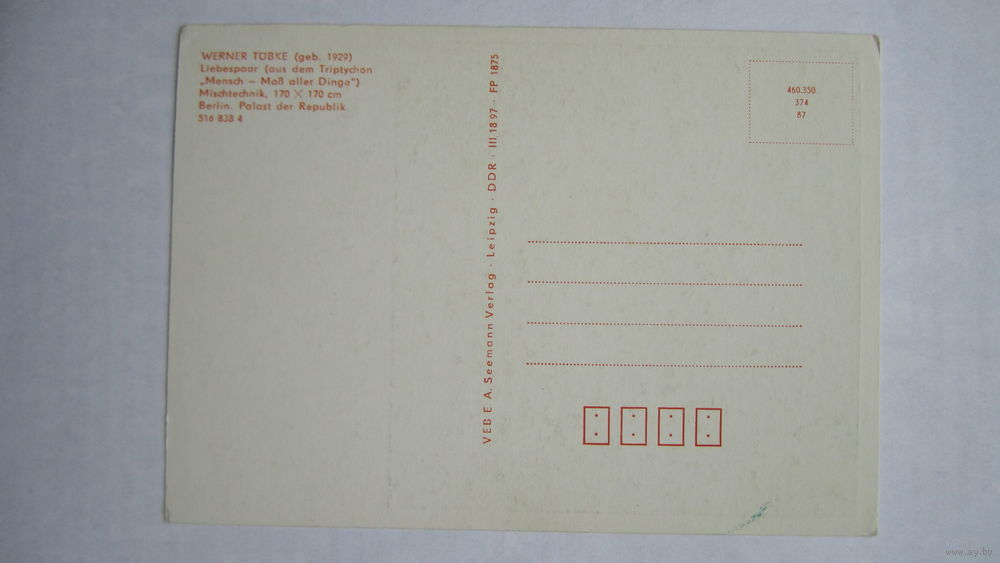 WERNER TÜBKE (geb. 1929)
Liebespaar (aus dem Triptychon
„Mensch – Maß aller Dinge")
Mischtechnik, 170 × 170 cm
Berlin. Palast der Republik
516 838 4
VEB E. A. Seemann Verlag · Leipzig · DDR · III 18 97 · FP 1875
460.350
374
87
www.ay.by